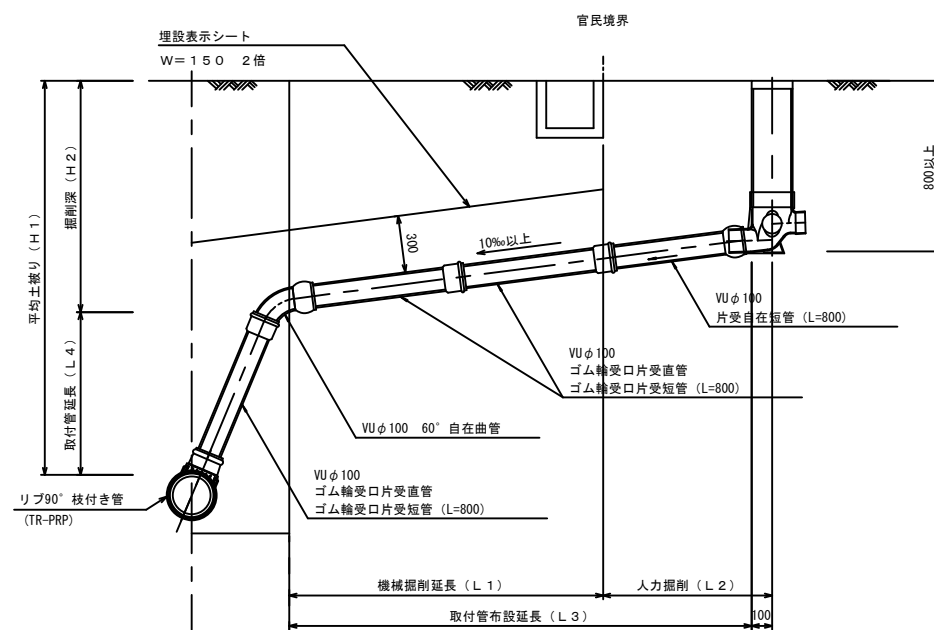 官民境界
埋設表示シート
W=150 2倍
平均土被り(H1)
掘削深(H2)
取付管延長(L4)
800以上
300
10‰以上
VUφ100
片受自在短管(L=800)
VUφ100
ゴム輪受口片受直管
ゴム輪受口片受短管(L=800)
VUφ100 60°自在曲管
VUφ100
ゴム輪受口片受直管
ゴム輪受口片受短管(L=800)
リブ90°枝付き管
(TR-PRP)
機械掘削延長(L1)
人力掘削(L2)
取付管布設延長(L3)
100